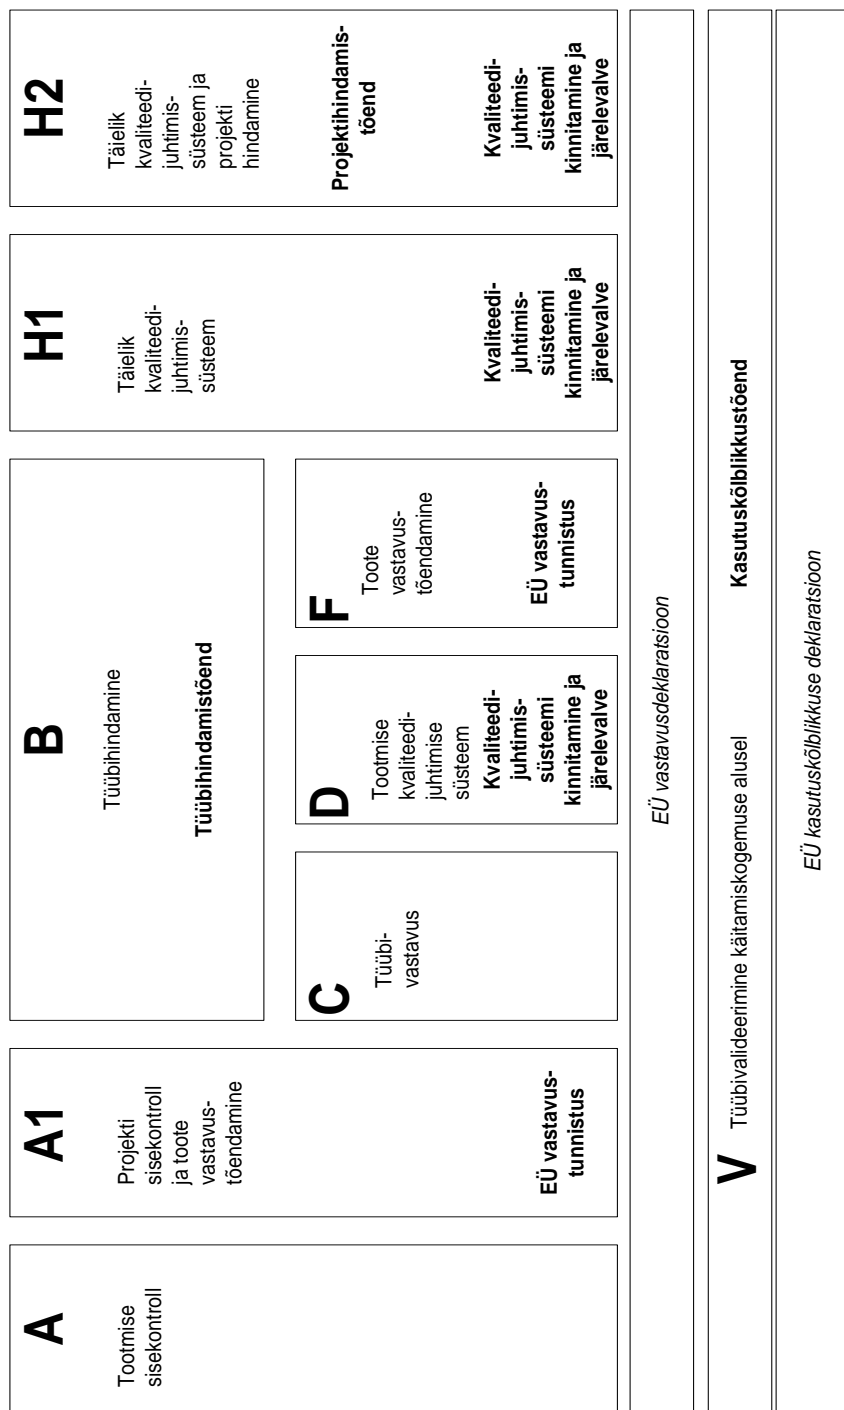 A
Tootmise
sisekontroll
A1
Projekti
sisekontroll
ja toote
vastavus-
tõendamine
EÜ vastavus-
tunnistus
B
Tüübihindamine
Tüübihindamistõend
C
Tüübi-
vastavus
D
Tootmise
kvaliteedi-
juhtimise
süsteem
Kvaliteedi-
juhtimis-
süsteemi
kinnitamine ja
järelevalve
F
Toote
vastavus-
tõendamine
EÜ vastavus-
tunnistus
H1
Täielik
kvaliteedi-
juhtimis-
süsteem
Kvaliteedi-
juhtimis-
süsteemi
kinnitamine ja
järelevalve
H2
Täielik
kvaliteedi-
juhtimis-
süsteem ja
projekti
hindamine
Projektihindamis-
tõend
Kvaliteedi-
juhtimis-
süsteemi
kinnitamine ja
järelevalve
EÜ vastavusdeklaratsioon
V Tüübivalideerimine käitamiskogemuse alusel Kasutuskõlblikkustõend
EÜ kasutuskõlblikkuse deklaratsioon